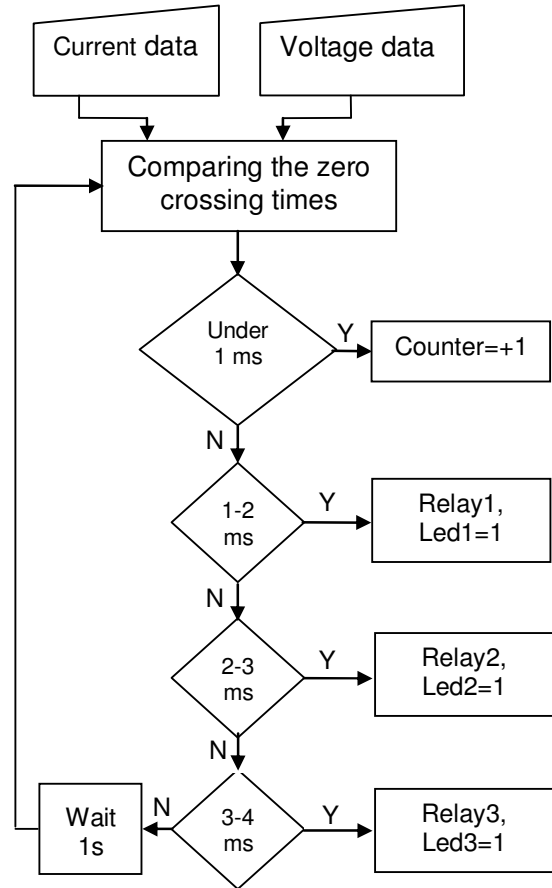 Current data
Voltage data
Comparing the zero
crossing times
Under
1 ms
Y
Counter=+1
N
1-2
ms
Y
Relay1,
Led1=1
N
2-3
ms
Y
Relay2,
Led2=1
N
3-4
ms
Y
Relay3,
Led3=1
N
Wait
1s